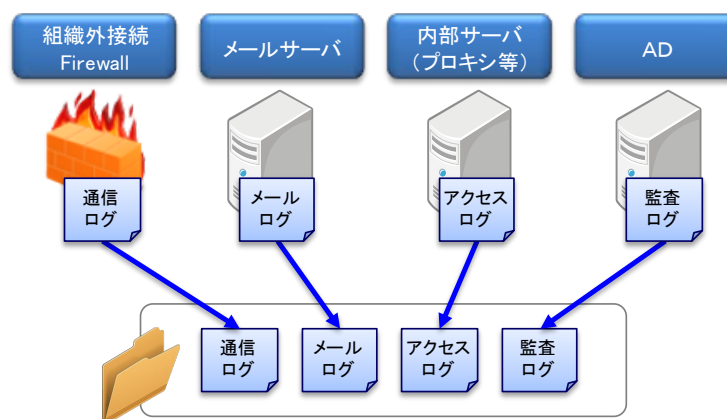 組織外接続
Firewall
メールサーバ
内部サーバ
（プロキシ等）
AD
通信
ログ
メール
ログ
アクセス
ログ
監査
ログ
通信
ログ
メール
ログ
アクセス
ログ
監査
ログ